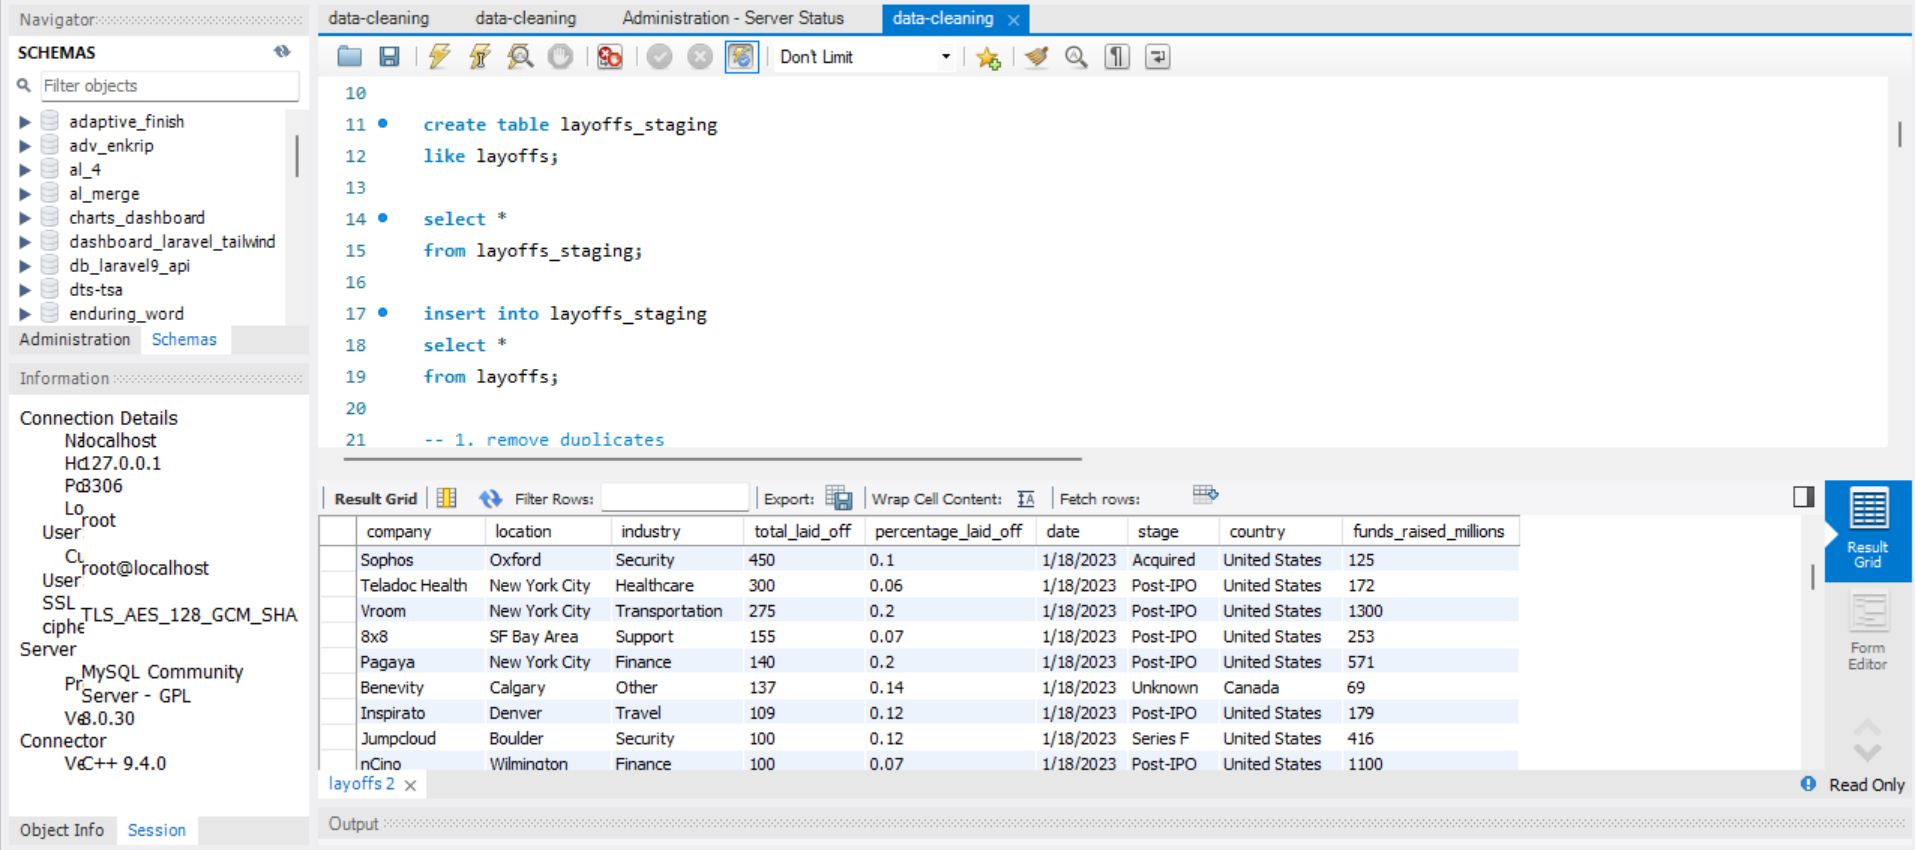 Navigator
SCHEMAS
Filter objects
adaptive_finish
adv_enkrip
al_4
al_merge
charts_dashboard
dashboard_laravel_tailwind
db_laravel9_api
dts-tsa
enduring_word
Administration Schemas
Information
Connection Details
localhost
127.0.0.1
3306
Lo
root
User
Cu
root@localhost
User
SSL
TLS_AES_128_GCM_SHA
ciphe
Server
MySQL Community
Pr
Server - GPL
8.0.30
Connector
C++ 9.4.0
Object Info Session
data-cleaning data-cleaning Administration - Server Status data-cleaning
Don't Limit
10
11 create table layoffs_staging
12 like layoffs;
13
14 select *
15 from layoffs_staging;
16
17 insert into layoffs_staging
18 select *
19 from layoffs;
20
21 -- 1. remove duplicates
Result Grid Filter Rows: Export: Wrap Cell Content: Fetch rows:
company location industry total_laid_off percentage_laid_off date stage country funds_raised_millions
Sophos Oxford Security 450 0.1 1/18/2023 Acquired United States 125
Teladoc Health New York City Healthcare 300 0.06 1/18/2023 Post-IPO United States 172
Vroom New York City Transportation 275 0.2 1/18/2023 Post-IPO United States 1300
8x8 SF Bay Area Support 155 0.07 1/18/2023 Post-IPO United States 253
Pagaya New York City Finance 140 0.2 1/18/2023 Post-IPO United States 571
Benevity Calgary Other 137 0.14 1/18/2023 Unknown Canada 69
Inspirato Denver Travel 109 0.12 1/18/2023 Post-IPO United States 179
Jumpcloud Boulder Security 100 0.12 1/18/2023 Series F United States 416
nCino Wilmington Finance 100 0.07 1/18/2023 Post-IPO United States 1100
Result
Grid
Form
Editor
layoffs 2
Read Only
Output